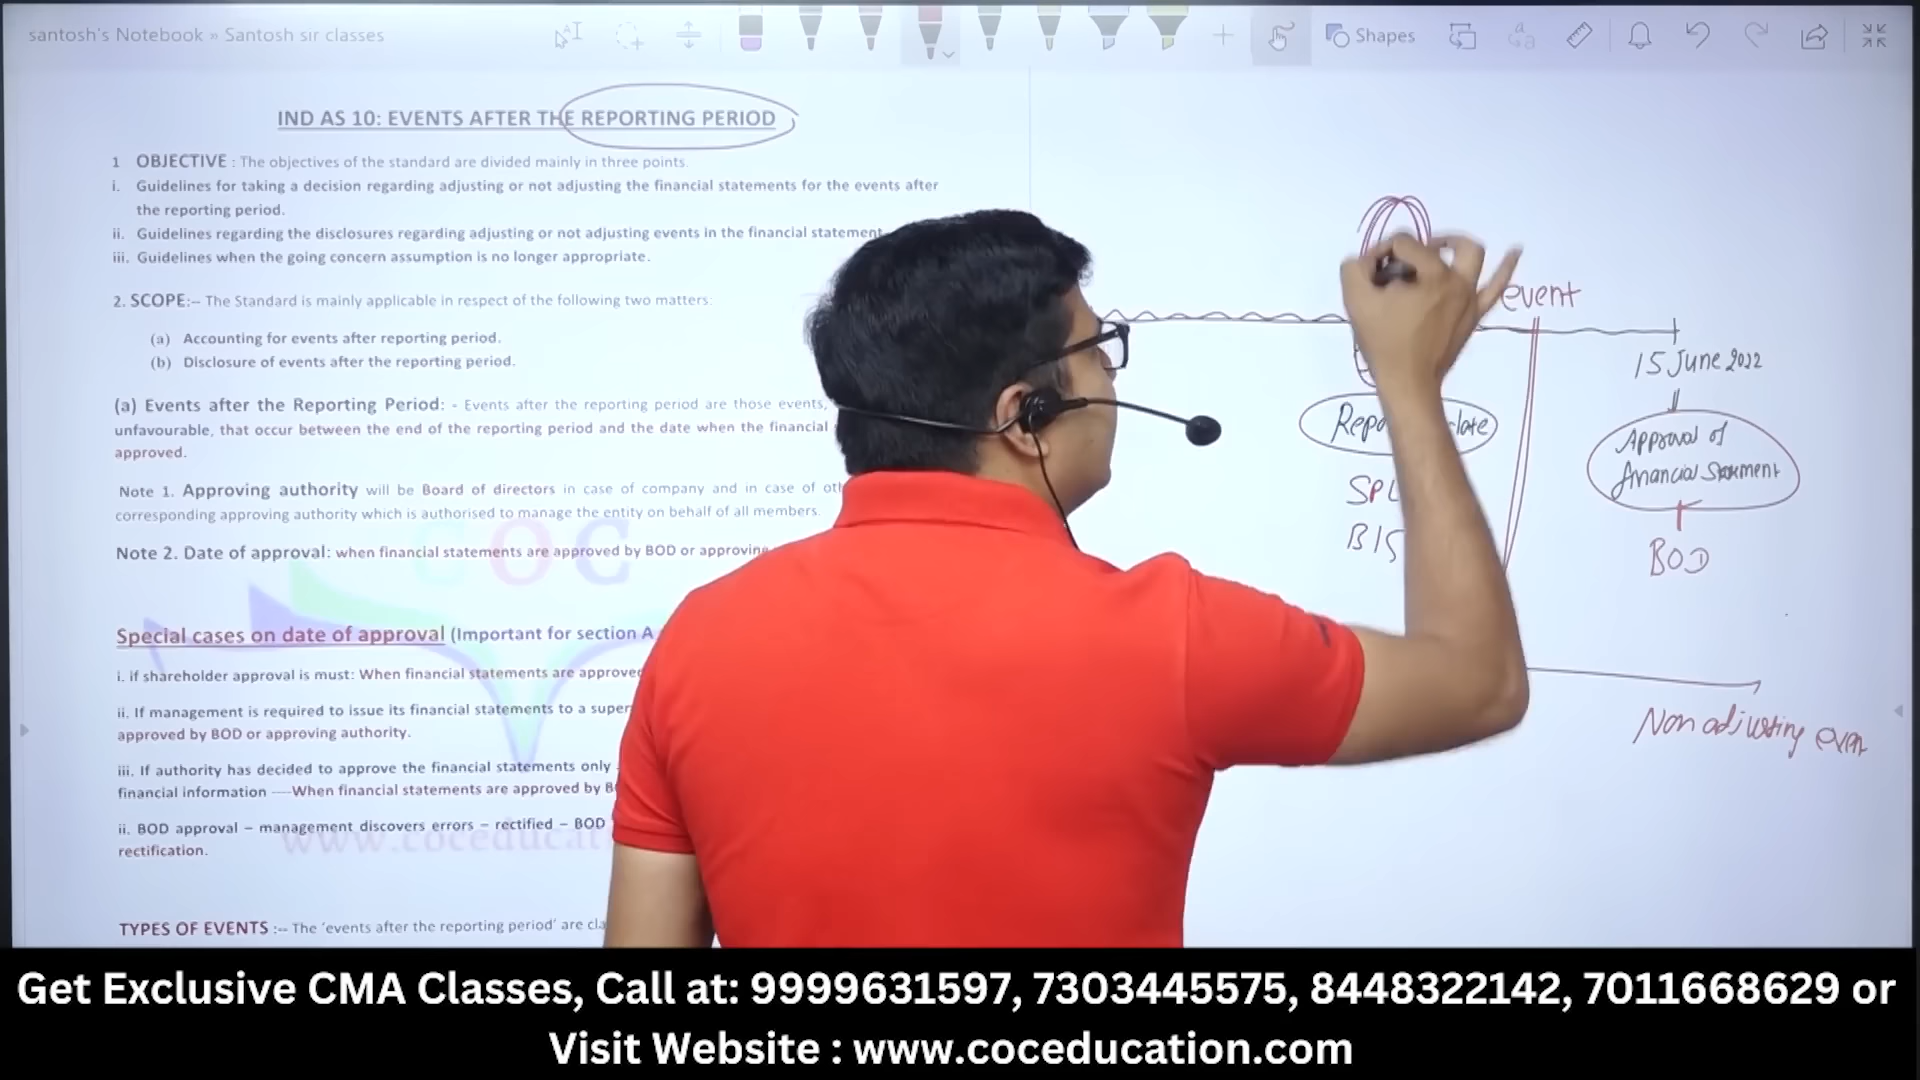 santosh's Notebook » Santosh sir classes
Shapes
IND AS 10: EVENTS AFTER THE REPORTING PERIOD
1 OBJECTIVE : The objectives of the standard are divided mainly in three points.
i. Guidelines for taking a decision regarding adjusting or not adjusting the financial statements for the events after
the reporting period.
ii. Guidelines regarding the disclosures regarding adjusting or not adjusting events in the financial statement
iii. Guidelines when the going concern assumption is no longer appropriate.
2. SCOPE:-- The Standard is mainly applicable in respect of the following two matters:
(a) Accounting for events after reporting period.
(b) Disclosure of events after the reporting period.
(a) Events after the Reporting Period: - Events after the reporting period are those events,
unfavourable, that occur between the end of the reporting period and the date when the financial
approved.
Note 1. Approving authority will be Board of directors in case of company and in case of
corresponding approving authority which is authorised to manage the entity on behalf of all members.
Note 2. Date of approval: when financial statements are approved by BOD or approving
Special cases on date of approval (Important for section A
i. if shareholder approval is must: When financial statements are approved
ii. If management is required to issue its financial statements to a
approved by BOD or approving authority.
iii. If authority has decided to approve the financial statements only
financial information ----When financial statements are approved by
ii. BOD approval – management discovers errors – rectified – BOD
rectification.
TYPES OF EVENTS :-- The 'events after the reporting period' are
COC
event
15 June 2022
Approval of
financial statement
BOD
date
Non adjusting event
Get Exclusive CMA Classes, Call at: 9999631597, 7303445575, 8448322142, 7011668629 or
Visit Website : www.coceducation.com